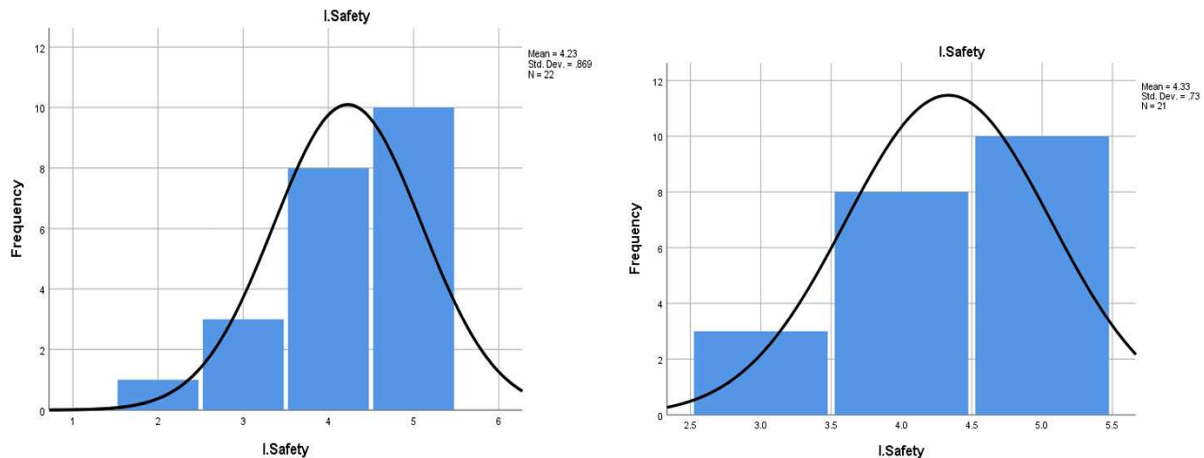 I.Safety
12
10
8
6
4
2
0
Frequency
1 2 3 4 5 6
I.Safety
Mean = 4.23
Std. Dev. = .869
N = 22
I.Safety
12
10
8
6
4
2
0
Frequency
2.5 3.0 3.5 4.0 4.5 5.0 5.5
I.Safety
Mean = 4.33
Std. Dev. = .73
N = 21